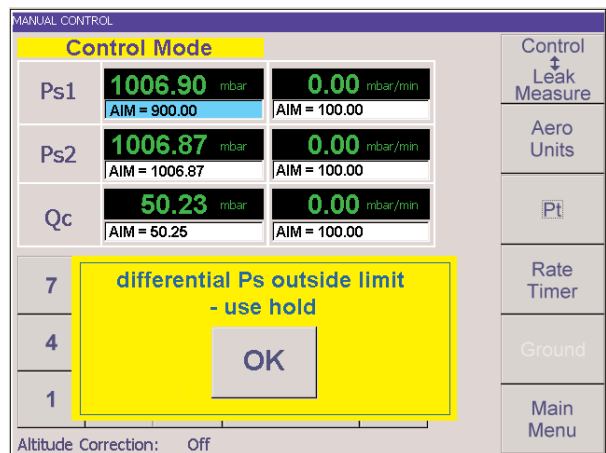 MANUAL CONTROL
Control Mode
Ps1
1006.90 mbar
0.00 mbar/min
AIM = 900.00
AIM = 100.00
Ps2
1006.87 mbar
0.00 mbar/min
AIM = 1006.87
AIM = 100.00
Qc
50.23 mbar
0.00 mbar/min
AIM = 50.25
AIM = 100.00
7
4
1
differential Ps outside limit
- use hold
OK
Altitude Correction: Off
Control
Leak
Measure
Aero
Units
Pt
Rate
Timer
Ground
Main
Menu